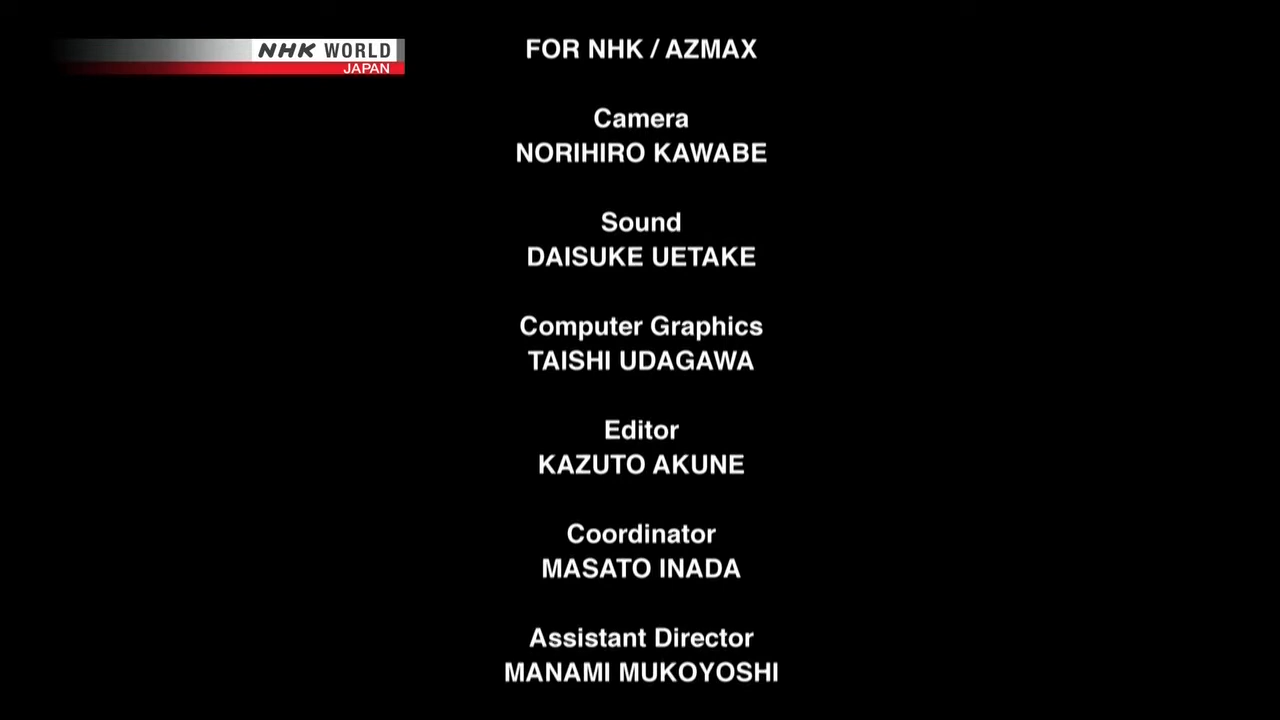 NHK WORLD
JAPAN
FOR NHK / AZMAX
Camera
NORIHIRO KAWABE
Sound
DAISUKE UETAKE
Computer Graphics
TAISHI UDAGAWA
Editor
KAZUTO AKUNE
Coordinator
MASATO INADA
Assistant Director
MANAMI MUKOYOSHI